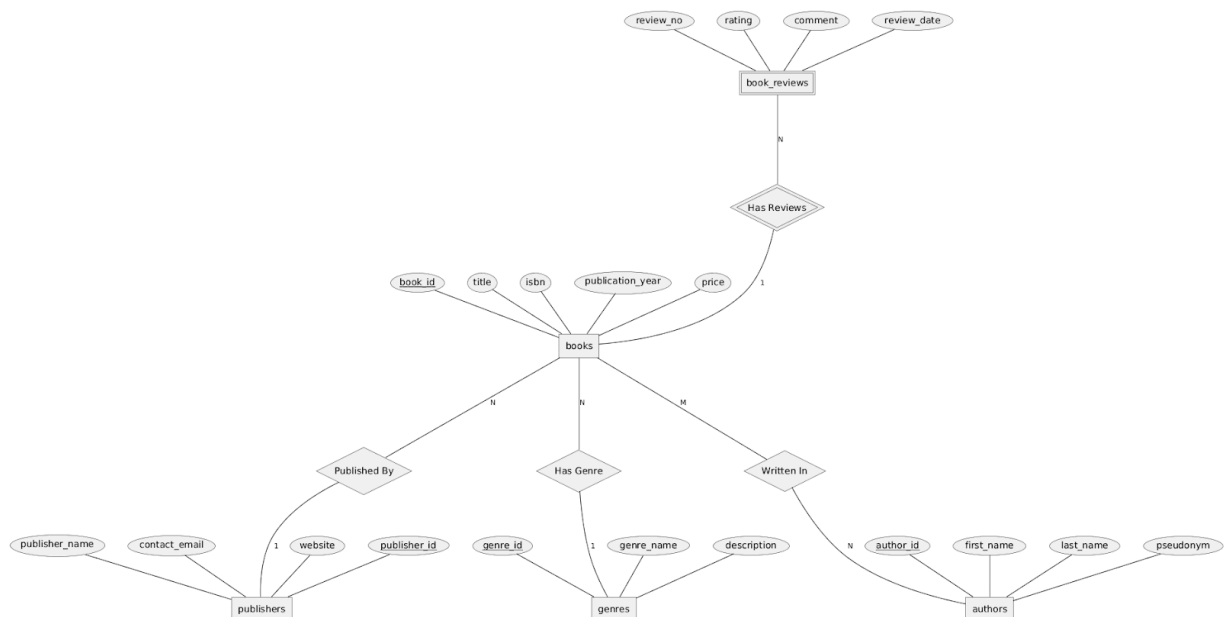 review_no
rating
comment
review_date
book_reviews
N
Has Reviews
1
book_id
title
isbn
publication_year
price
books
N
N
M
Published By
Has Genre
Written In
publisher_name
contact_email
1
website
publisher_id
genre_id
1
genre_name
description
N
author_id
first_name
last_name
pseudonym
publishers
genres
authors